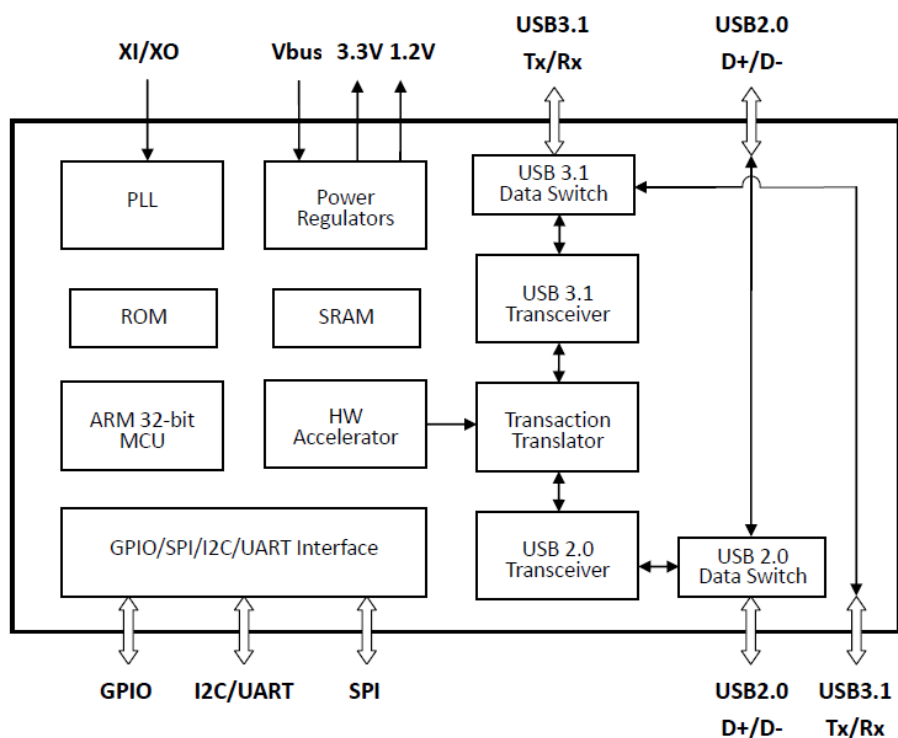 USB3.1
Tx/Rx
USB2.0
D+/D-
XI/XO
Vbus 3.3V 1.2V
PLL
Power
Regulators
USB 3.1
Data Switch
ROM
SRAM
USB 3.1
Transceiver
ARM 32-bit
MCU
HW
Accelerator
Transaction
Translator
GPIO/SPI/I2C/UART Interface
USB 2.0
Transceiver
USB 2.0
Data Switch
GPIO
I2C/UART
SPI
USB2.0
D+/D-
USB3.1
Tx/Rx